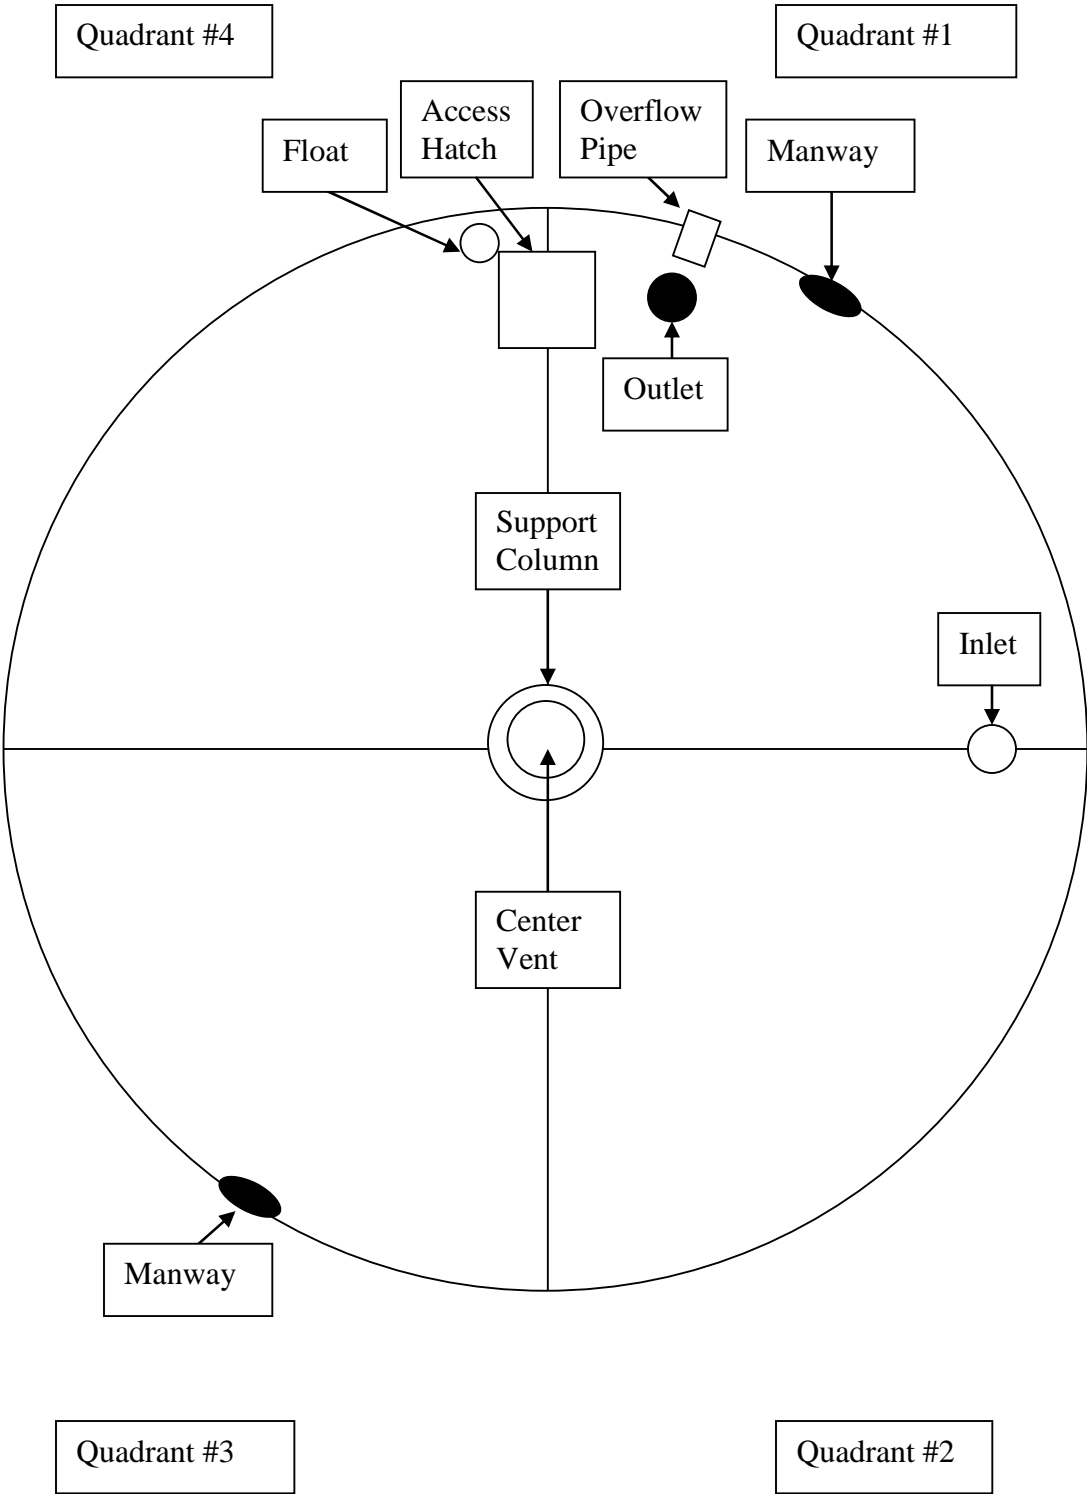 Quadrant #4
Quadrant #1
Access
Hatch
Overflow
Pipe
Float
Manway
Outlet
Support
Column
Inlet
Center
Vent
Manway
Quadrant #3
Quadrant #2